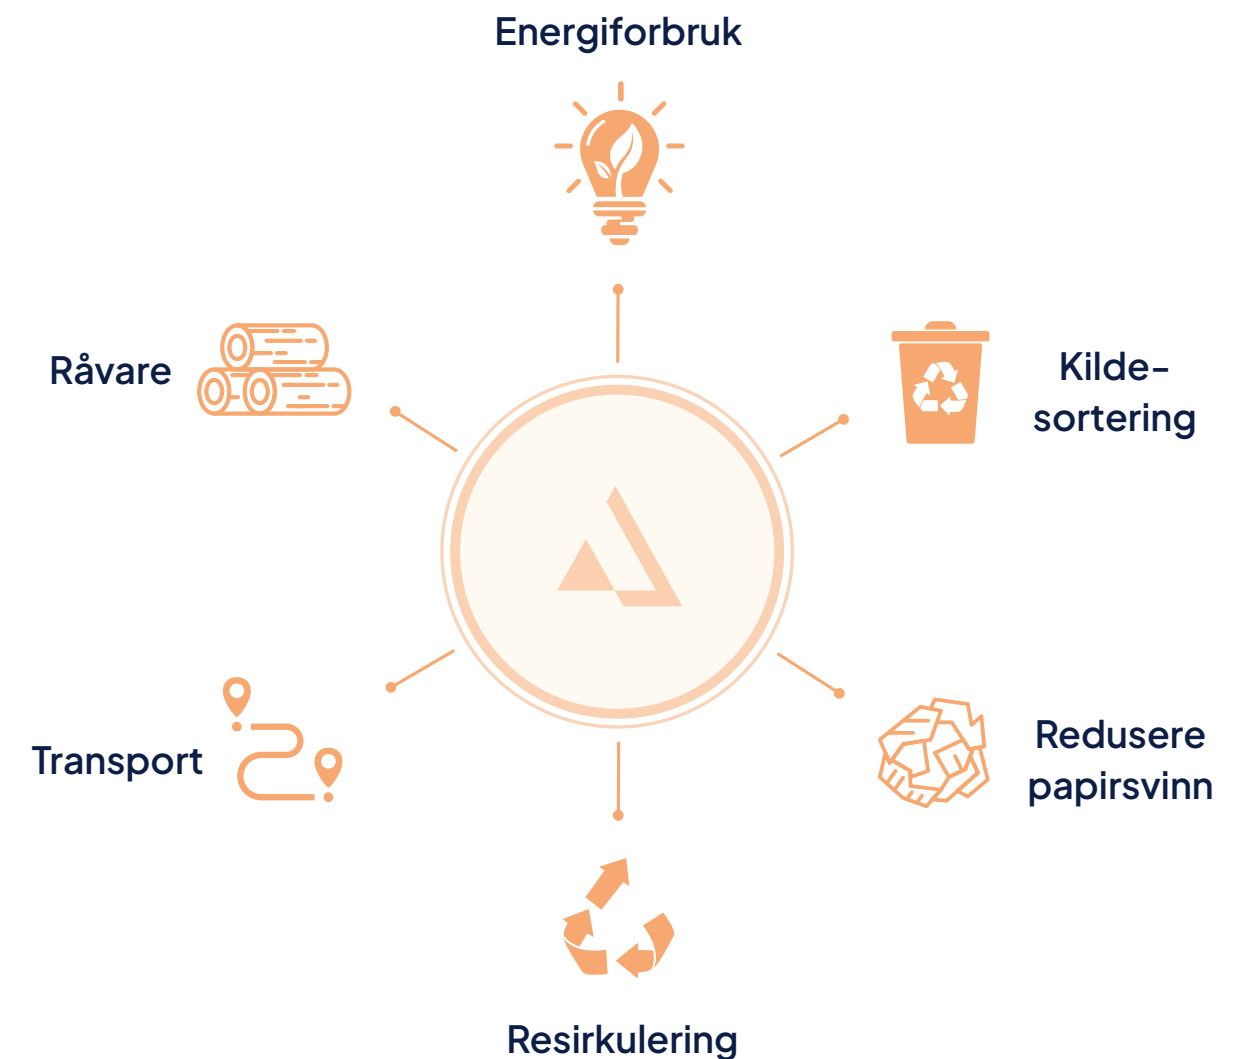 Energiforbruk
Råvare
Kilde-
sortering
Transport
Redusere
papirsvinn
Resirkulering